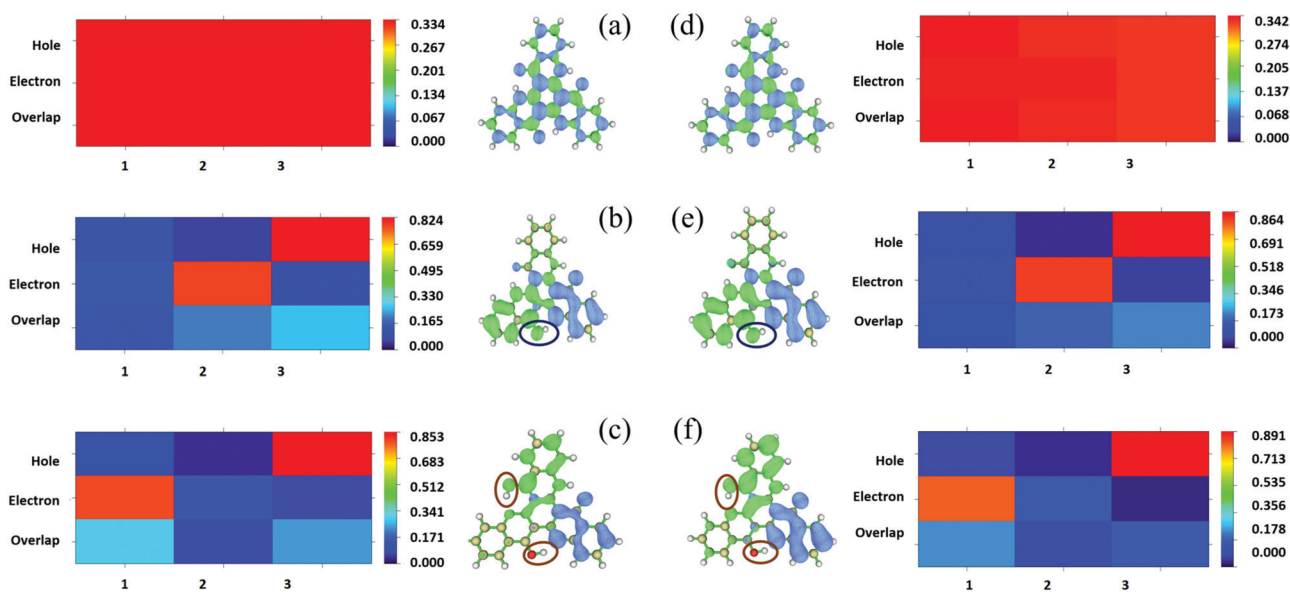 0.334
0.267
0.201
0.134
0.067
0.000
Hole
Electron
Overlap
1 2 3
(a)
(d)
0.342
0.274
0.205
0.137
0.068
0.000
Hole
Electron
Overlap
1 2 3
0.824
0.659
0.495
0.330
0.165
0.000
Hole
Electron
Overlap
1 2 3
(b)
(e)
0.864
0.691
0.518
0.346
0.173
0.000
Hole
Electron
Overlap
1 2 3
0.853
0.683
0.512
0.341
0.171
0.000
Hole
Electron
Overlap
1 2 3
(c)
(f)
0.891
0.713
0.535
0.356
0.178
0.000
Hole
Electron
Overlap
1 2 3